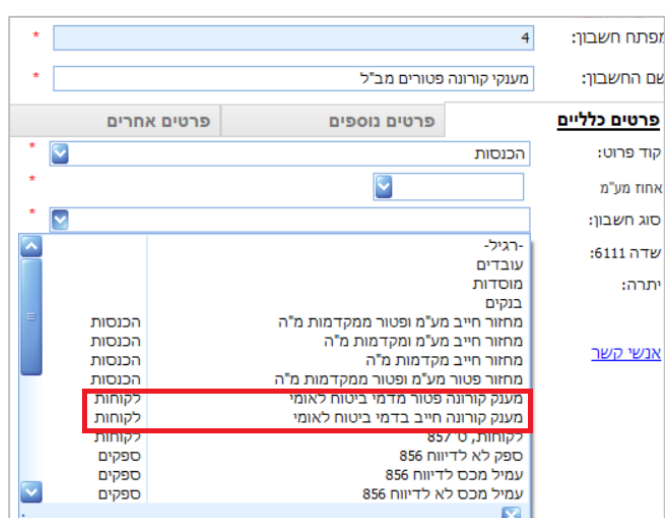 מפתח חשבון: 4 *
שם החשבון: מענקי קורונה פטורים מב"ל *
פרטים כלליים פרטים נוספים פרטים אחרים
קוד פרוט: הכנסות *
אחוז מע"מ *
סוג חשבון: *
שדה 6111:
יתרה:
אנשי קשר
-רגיל-
עובדים
מוסדות
בנקים
מחזור חייב מע"מ ופטור ממקדמות מ"ה הכנסות
מחזור חייב מע"מ ומקדמות מ"ה הכנסות
מחזור חייב מקדמות מ"ה הכנסות
מחזור פטור מע"מ ופטור ממקדמות מ"ה הכנסות
מענק קורונה פטור מדמי ביטוח לאומי לקוחות
מענק קורונה חייב בדמי ביטוח לאומי לקוחות
לקוחות, ט 857 לקוחות
ספק לא לדיווח 856 ספקים
עמיל מכס לדיווח 856 ספקים
עמיל מכס לא לדיווח 856 ספקים